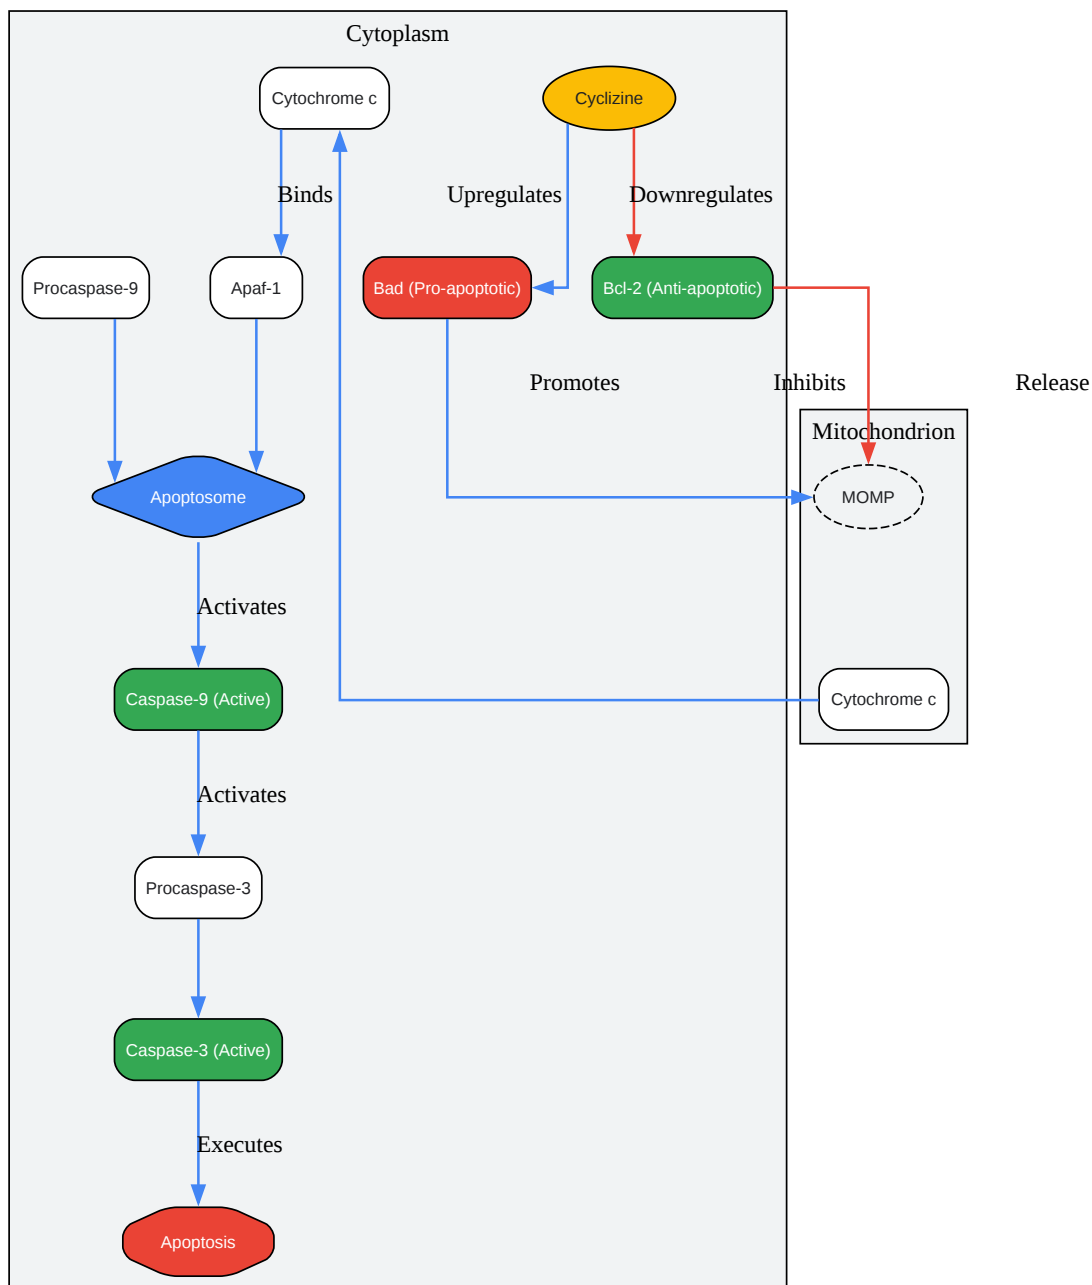 Cytoplasm
Cytochrome c
Cyclizine
Binds
Upregulates
Downregulates
Procaspase-9
Apaf-1
Bad (Pro-apoptotic)
Bcl-2 (Anti-apoptotic)
Promotes
Inhibits
Release
Mitochondrion
Apoptosome
MOMP
Activates
Caspase-9 (Active)
Cytochrome c
Activates
Procaspase-3
Caspase-3 (Active)
Executes
Apoptosis